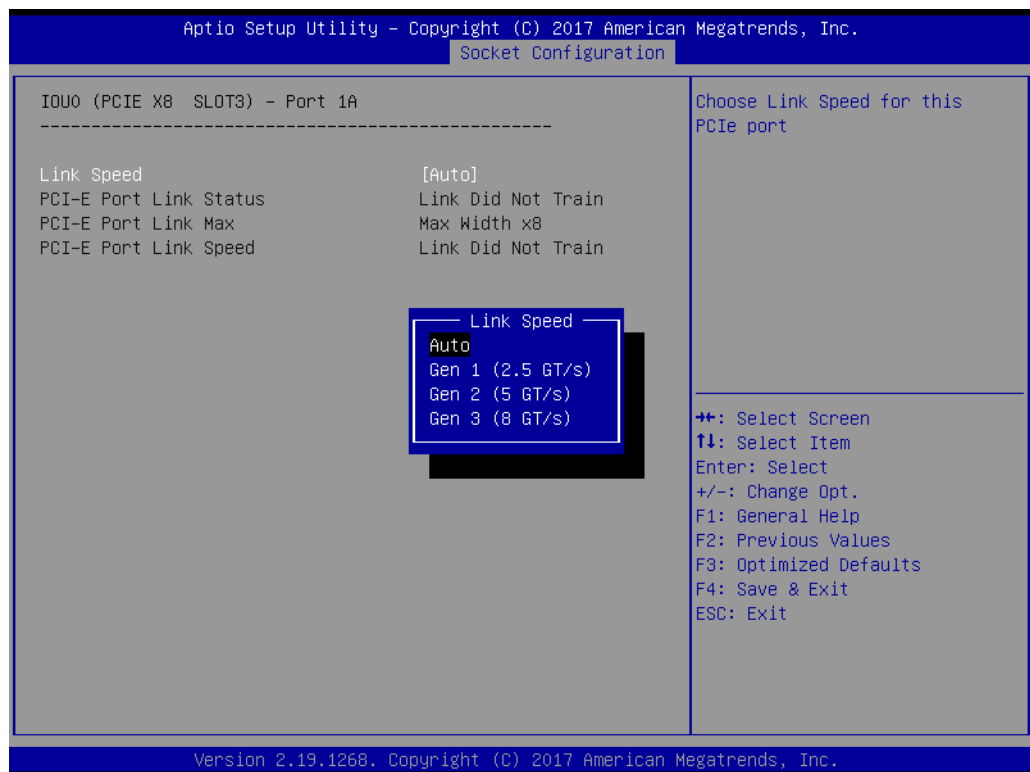 Aptio Setup Utility – Copyright (C) 2017 American Megatrends, Inc.
Socket Configuration
IOU0 (PCIE X8  SLOT3) – Port 1A
--------------------------------------------------
Link Speed [Auto]
PCI-E Port Link Status Link Did Not Train
PCI-E Port Link Max Max Width x8
PCI-E Port Link Speed Link Did Not Train
Link Speed
Auto
Gen 1 (2.5 GT/s)
Gen 2 (5 GT/s)
Gen 3 (8 GT/s)
Choose Link Speed for this
PCIe port
→←: Select Screen
↑↓: Select Item
Enter: Select
+/-: Change Opt.
F1: General Help
F2: Previous Values
F3: Optimized Defaults
F4: Save & Exit
ESC: Exit
Version 2.19.1268. Copyright (C) 2017 American Megatrends, Inc.